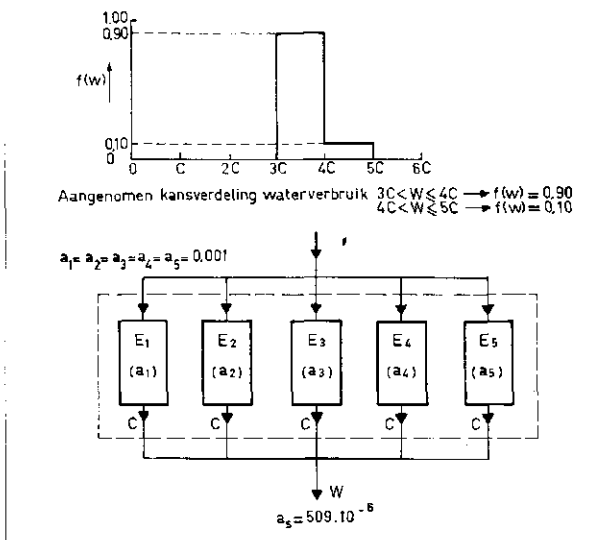 1.00
0,90
f(w)
0,10
0
0 C 2C 3C 4C 5C 6C
Aangenomen kansverdeling waterverbruik 3C<W⩽4C → f(w) = 0,90
4C<W⩽5C → f(w) = 0,10
a₁= a₂= a₃= a₄= a₅= 0,001
E₁ E₂ E₃ E₄ E₅
(a₁) (a₂) (a₃) (a₄) (a₅)
C C C C C
W
aₛ= 509.10⁻⁶